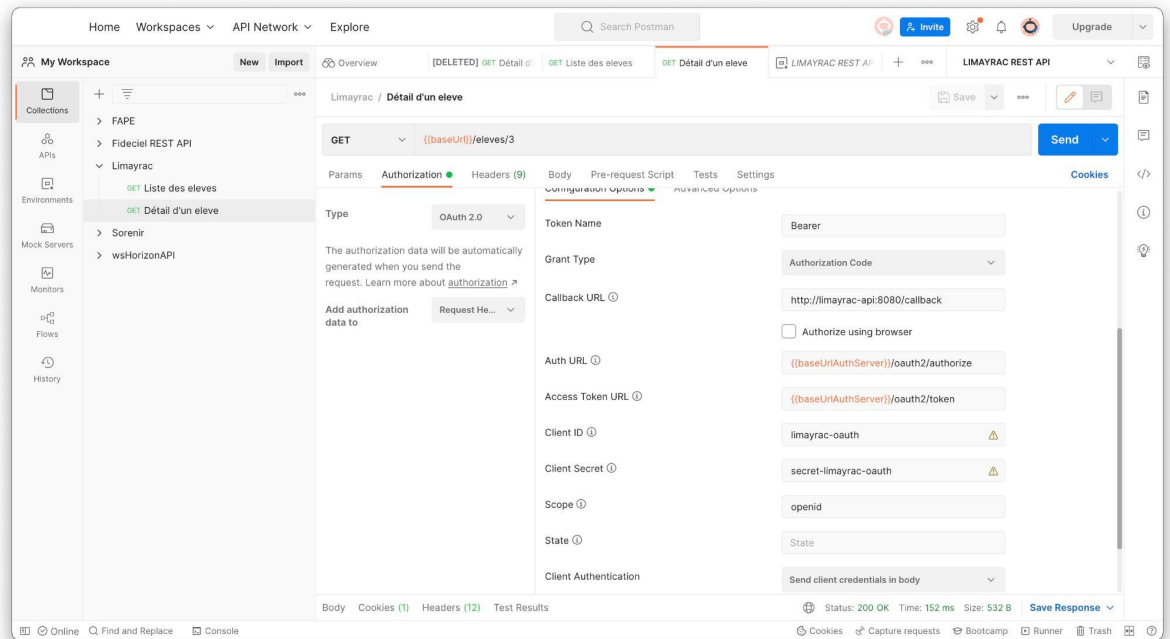 Home Workspaces API Network Explore Search Postman Invite Upgrade
My Workspace New Import Overview [DELETED] GET Détail d' GET Liste des eleves GET Détail d'un eleve LIMAYRAC REST AP LIMAYRAC REST API
Collections
APIs
Environments
Mock Servers
Monitors
Flows
History
FAPE
Fideciel REST API
Limayrac
GET Liste des eleves
GET Détail d'un eleve
Sorenir
wsHorizonAPI
Limayrac / Détail d'un eleve Save
GET {{baseUrl}}/eleves/3 Send
Params Authorization Headers (9) Body Pre-request Script Tests Settings Cookies
Type OAuth 2.0
The authorization data will be automatically
generated when you send the
request. Learn more about authorization
Add authorization
data to Request He...
Configuration Options Advanced Options
Token Name Bearer
Grant Type Authorization Code
Callback URL http://limayrac-api:8080/callback
Authorize using browser
Auth URL {{baseUrlAuthServer}}/oauth2/authorize
Access Token URL {{baseUrlAuthServer}}/oauth2/token
Client ID limayrac-oauth
Client Secret secret-limayrac-oauth
Scope openid
State State
Client Authentication Send client credentials in body
Body Cookies (1) Headers (12) Test Results Status: 200 OK Time: 152 ms Size: 532 B Save Response
Online Find and Replace Console Cookies Capture requests Bootcamp Runner Trash